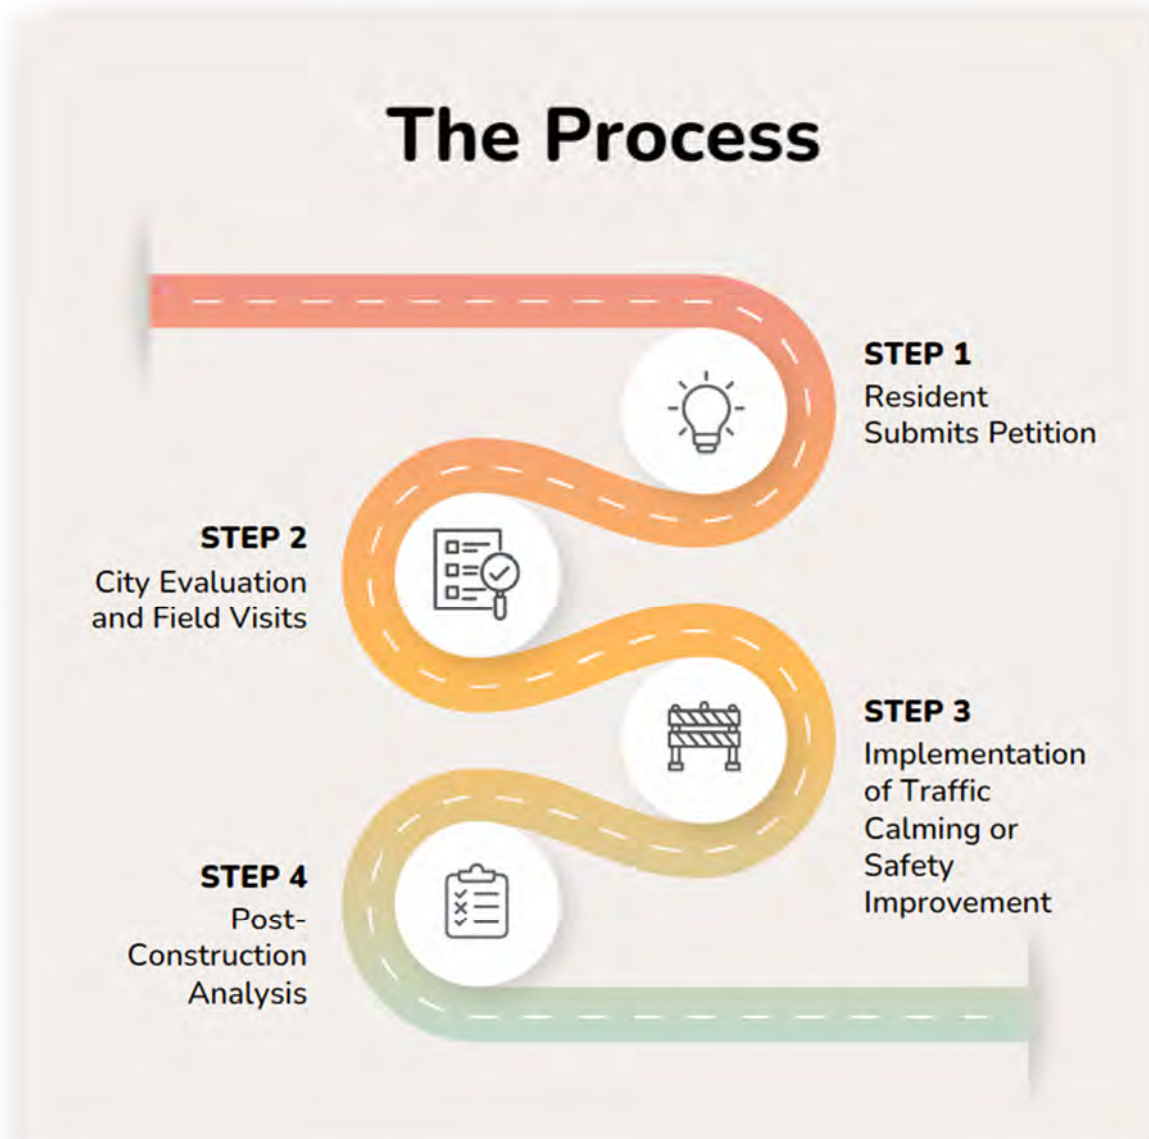 The Process
STEP 1
Resident
Submits Petition
STEP 2
City Evaluation
and Field Visits
STEP 3
Implementation
of Traffic
Calming or
Safety
Improvement
STEP 4
Post-
Construction
Analysis